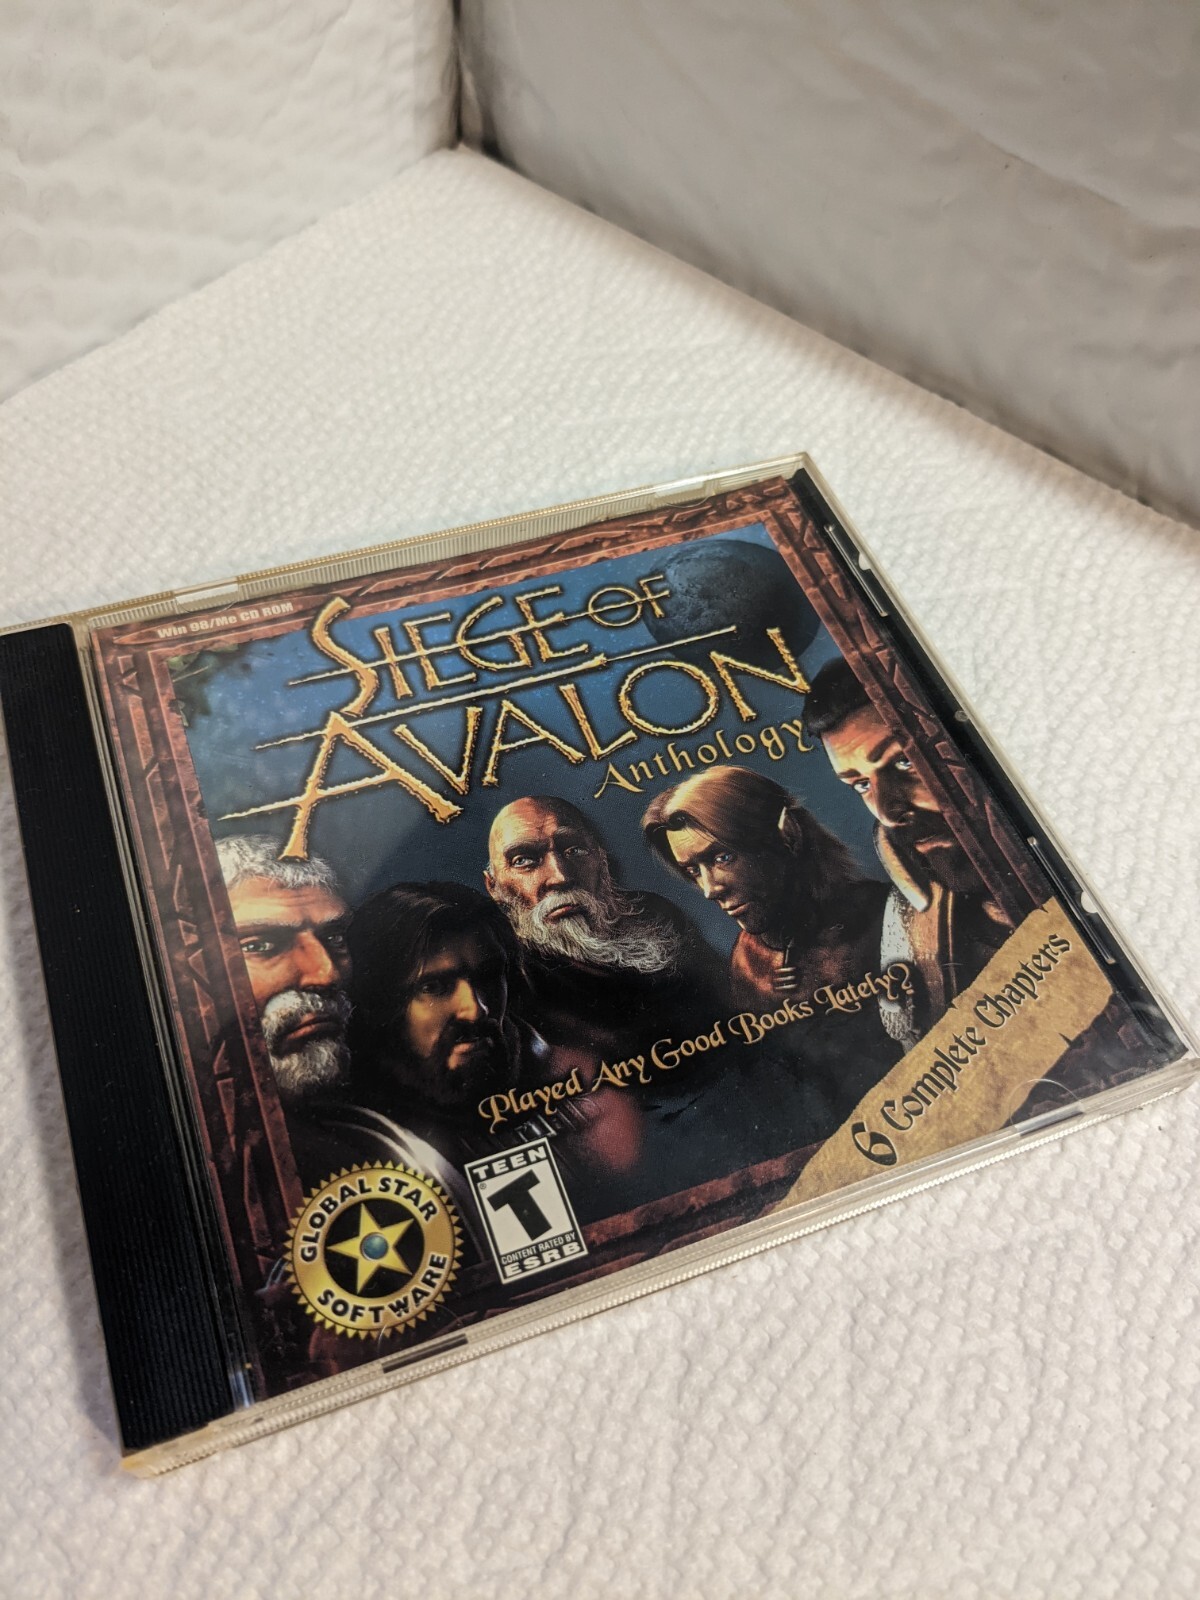 Win 98/Me CD ROM
SIEGE OF
AVALON
Anthology
Played Any Good Books Lately?
6 Complete Chapters
GLOBAL STAR
SOFTWARE
TEEN
T
CONTENT RATED BY
ESRB